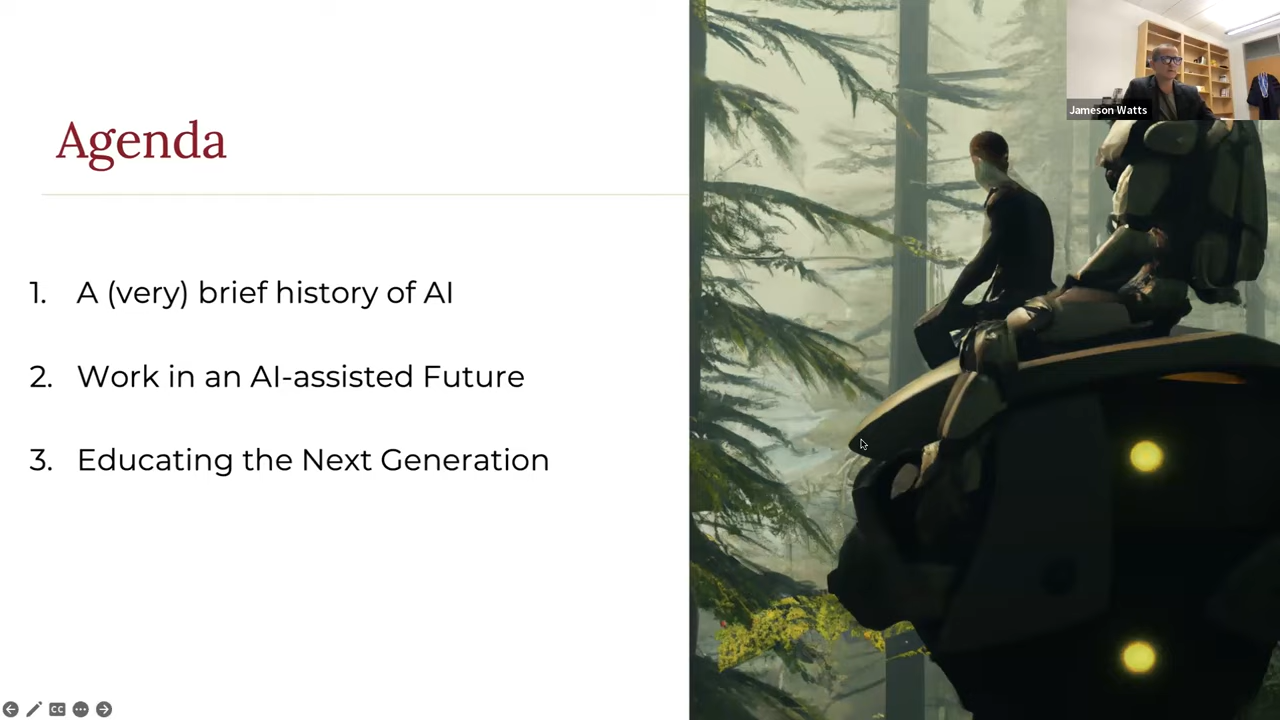 Agenda
1. A (very) brief history of AI
2. Work in an AI-assisted Future
3. Educating the Next Generation
Jameson Watts
CC